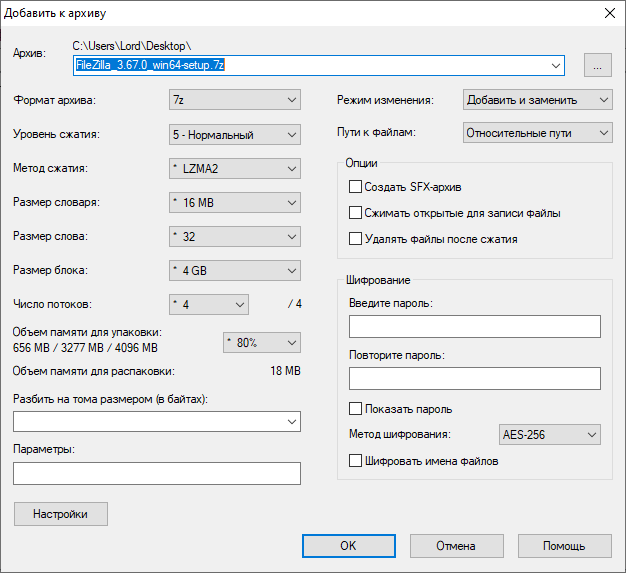 Добавить к архиву
Архив:
C:\Users\Lord\Desktop\
FileZilla_3.67.0_win64-setup.7z
...
Формат архива:
7z
Уровень сжатия:
5 - Нормальный
Метод сжатия:
* LZMA2
Размер словаря:
* 16 MB
Размер слова:
* 32
Размер блока:
* 4 GB
Число потоков:
* 4
/ 4
Объем памяти для упаковки:
656 MB / 3277 MB / 4096 MB
* 80%
Объем памяти для распаковки:
18 MB
Разбить на тома размером (в байтах):
Параметры:
Настройки
Режим изменения:
Добавить и заменить
Пути к файлам:
Относительные пути
Опции
Создать SFX-архив
Сжимать открытые для записи файлы
Удалять файлы после сжатия
Шифрование
Введите пароль:
Повторите пароль:
Показать пароль
Метод шифрования:
AES-256
Шифровать имена файлов
OK
Отмена
Помощь